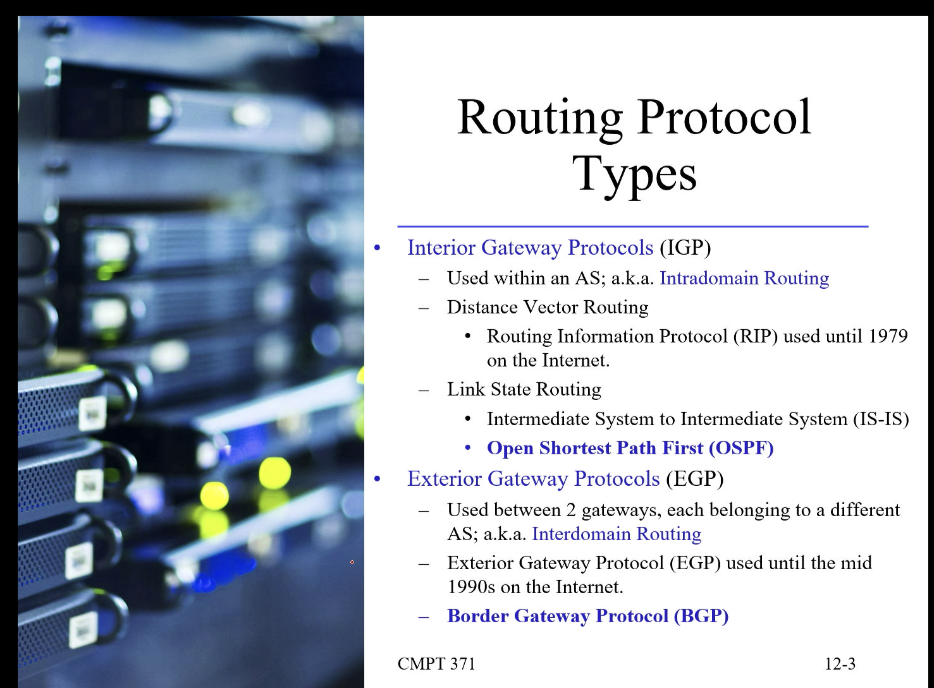 Routing Protocol
Types
• Interior Gateway Protocols (IGP)
– Used within an AS; a.k.a. Intradomain Routing
– Distance Vector Routing
• Routing Information Protocol (RIP) used until 1979
on the Internet.
– Link State Routing
• Intermediate System to Intermediate System (IS-IS)
• Open Shortest Path First (OSPF)
• Exterior Gateway Protocols (EGP)
– Used between 2 gateways, each belonging to a different
AS; a.k.a. Interdomain Routing
– Exterior Gateway Protocol (EGP) used until the mid
1990s on the Internet.
– Border Gateway Protocol (BGP)
CMPT 371 12-3